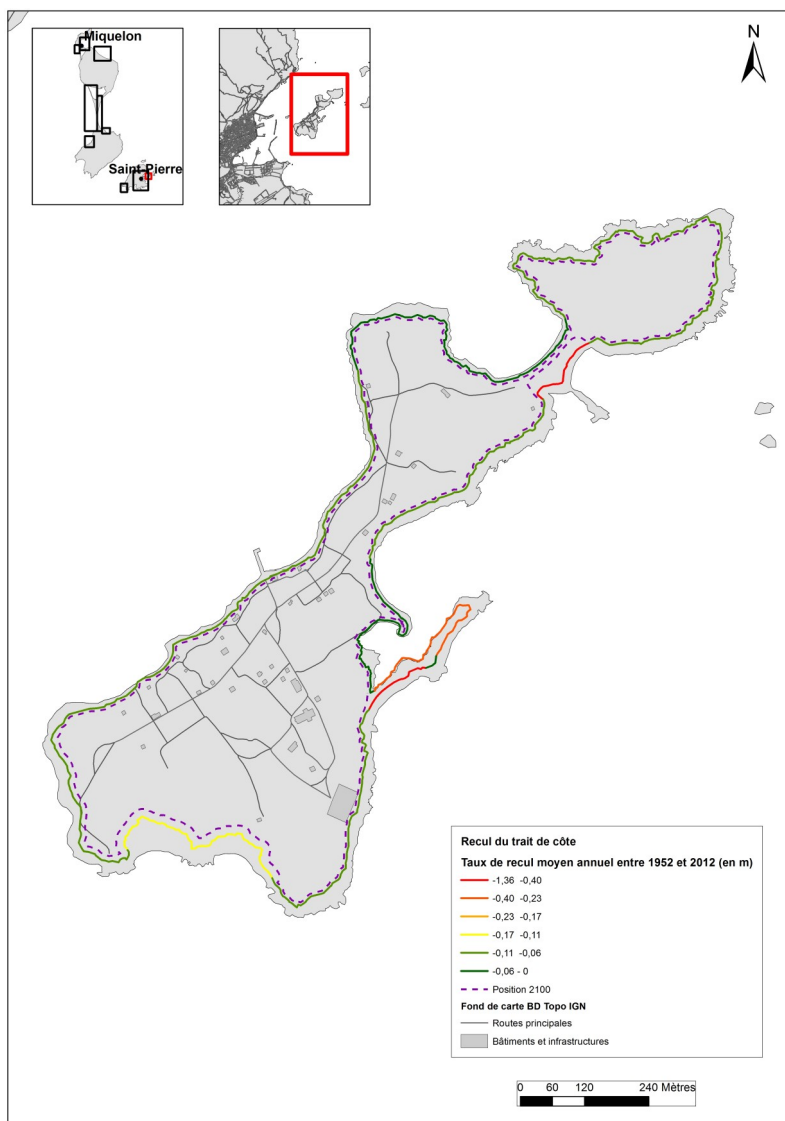 Miquelon
Saint-Pierre
N
Recul du trait de côte
Taux de recul moyen annuel entre 1952 et 2012 (en m)
-1,36 -0,40
-0,40 -0,23
-0,23 -0,17
-0,17 -0,11
-0,11 -0,06
-0,06 - 0
Position 2100
Fond de carte BD Topo IGN
Routes principales
Bâtiments et infrastructures
0 60 120 240 Mètres